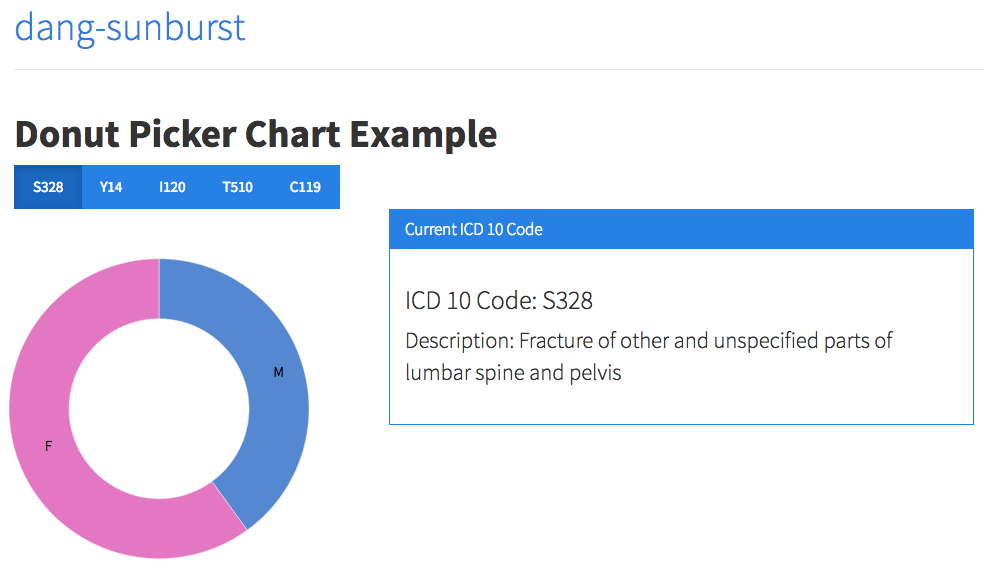 dang-sunburst
Donut Picker Chart Example
S328 Y14 I120 T510 C119
Current ICD 10 Code
ICD 10 Code: S328
Description: Fracture of other and unspecified parts of
lumbar spine and pelvis
M
F